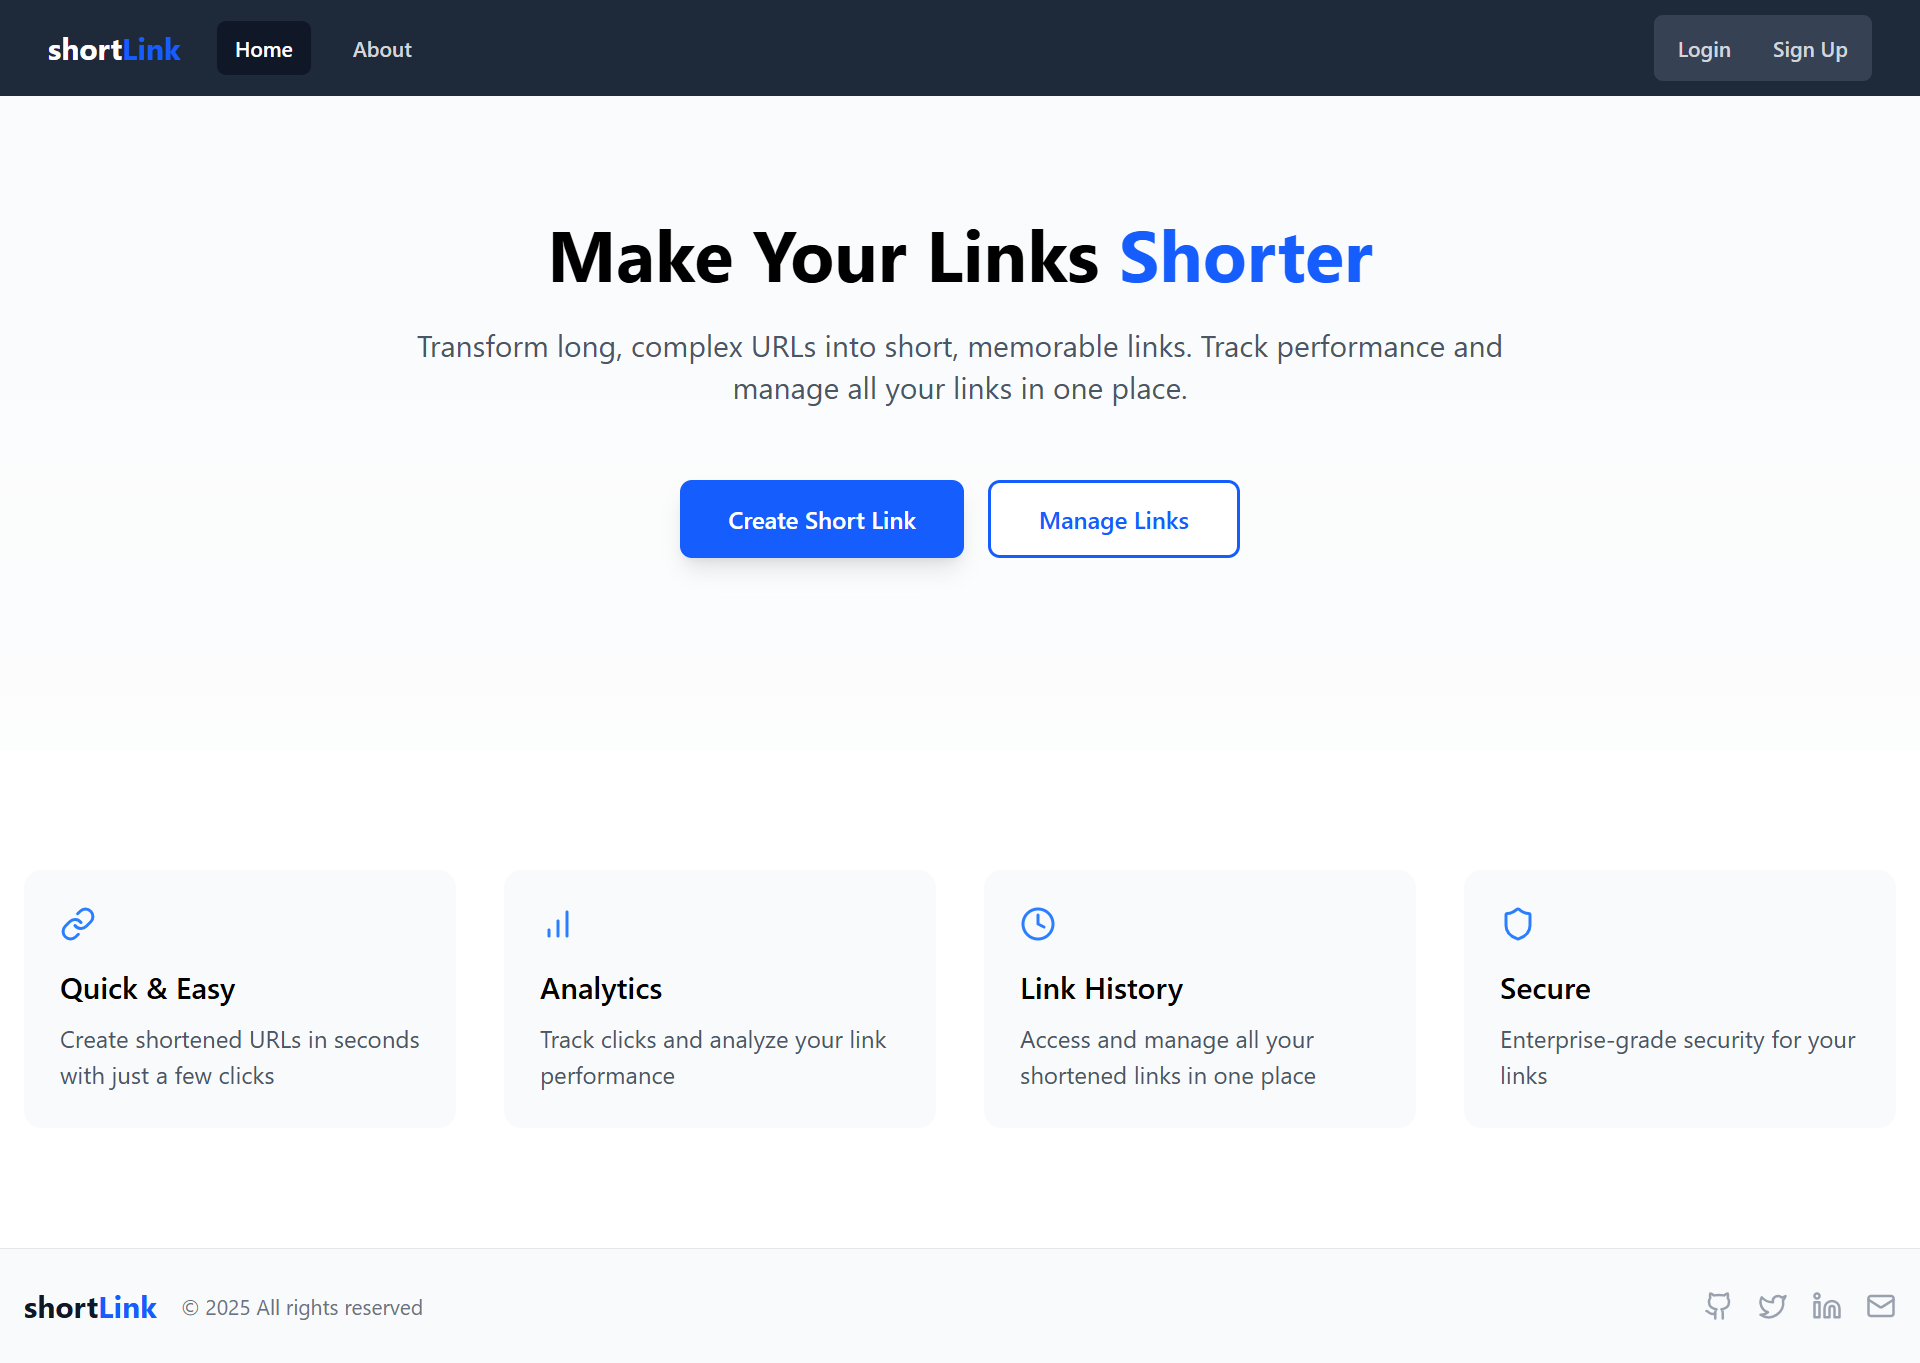 shortLink
Home
About
Login
Sign Up
Make Your Links Shorter
Transform long, complex URLs into short, memorable links. Track performance and
manage all your links in one place.
Create Short Link
Manage Links
Quick & Easy
Create shortened URLs in seconds
with just a few clicks
Analytics
Track clicks and analyze your link
performance
Link History
Access and manage all your
shortened links in one place
Secure
Enterprise-grade security for your
links
shortLink
© 2025 All rights reserved